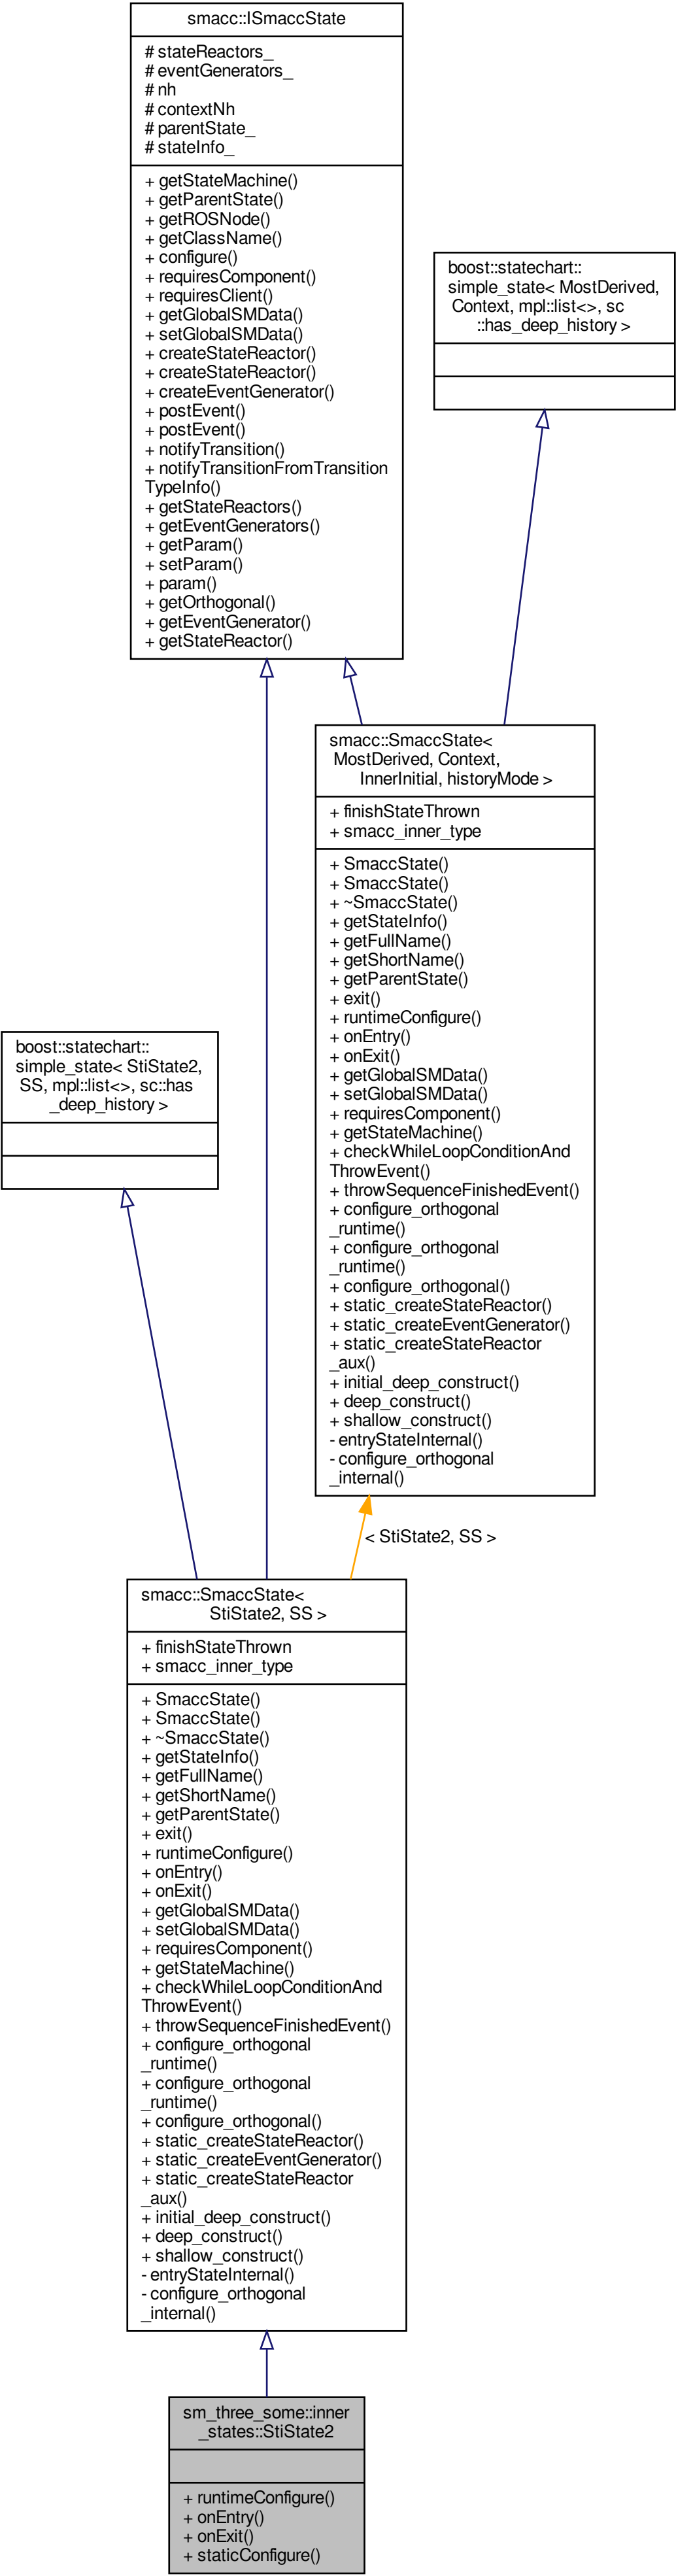 smacc::ISmaccState
# stateReactors_
# eventGenerators_
# nh
# contextNh
# parentState_
# stateInfo_
+ getStateMachine()
+ getParentState()
+ getROSNode()
+ getClassName()
+ configure()
+ requiresComponent()
+ requiresClient()
+ getGlobalSMData()
+ setGlobalSMData()
+ createStateReactor()
+ createStateReactor()
+ createEventGenerator()
+ postEvent()
+ postEvent()
+ notifyTransition()
+ notifyTransitionFromTransition
TypeInfo()
+ getStateReactors()
+ getEventGenerators()
+ getParam()
+ setParam()
+ param()
+ getOrthogonal()
+ getEventGenerator()
+ getStateReactor()
boost::statechart::
simple_state< MostDerived,
Context, mpl::list<>, sc
::has_deep_history >
smacc::SmaccState<
MostDerived, Context,
InnerInitial, historyMode >
+ finishStateThrown
+ smacc_inner_type
+ SmaccState()
+ SmaccState()
+ ~SmaccState()
+ getStateInfo()
+ getFullName()
+ getShortName()
+ getParentState()
+ exit()
+ runtimeConfigure()
+ onEntry()
+ onExit()
+ getGlobalSMData()
+ setGlobalSMData()
+ requiresComponent()
+ getStateMachine()
+ checkWhileLoopConditionAnd
ThrowEvent()
+ throwSequenceFinishedEvent()
+ configure_orthogonal
_runtime()
+ configure_orthogonal
_runtime()
+ configure_orthogonal()
+ static_createStateReactor()
+ static_createEventGenerator()
+ static_createStateReactor
_aux()
+ initial_deep_construct()
+ deep_construct()
+ shallow_construct()
- entryStateInternal()
- configure_orthogonal
_internal()
boost::statechart::
simple_state< StiState2,
SS, mpl::list<>, sc::has
_deep_history >
< StiState2, SS >
smacc::SmaccState<
StiState2, SS >
+ finishStateThrown
+ smacc_inner_type
+ SmaccState()
+ SmaccState()
+ ~SmaccState()
+ getStateInfo()
+ getFullName()
+ getShortName()
+ getParentState()
+ exit()
+ runtimeConfigure()
+ onEntry()
+ onExit()
+ getGlobalSMData()
+ setGlobalSMData()
+ requiresComponent()
+ getStateMachine()
+ checkWhileLoopConditionAnd
ThrowEvent()
+ throwSequenceFinishedEvent()
+ configure_orthogonal
_runtime()
+ configure_orthogonal
_runtime()
+ configure_orthogonal()
+ static_createStateReactor()
+ static_createEventGenerator()
+ static_createStateReactor
_aux()
+ initial_deep_construct()
+ deep_construct()
+ shallow_construct()
- entryStateInternal()
- configure_orthogonal
_internal()
sm_three_some::inner
_states::StiState2
+ runtimeConfigure()
+ onEntry()
+ onExit()
+ staticConfigure()